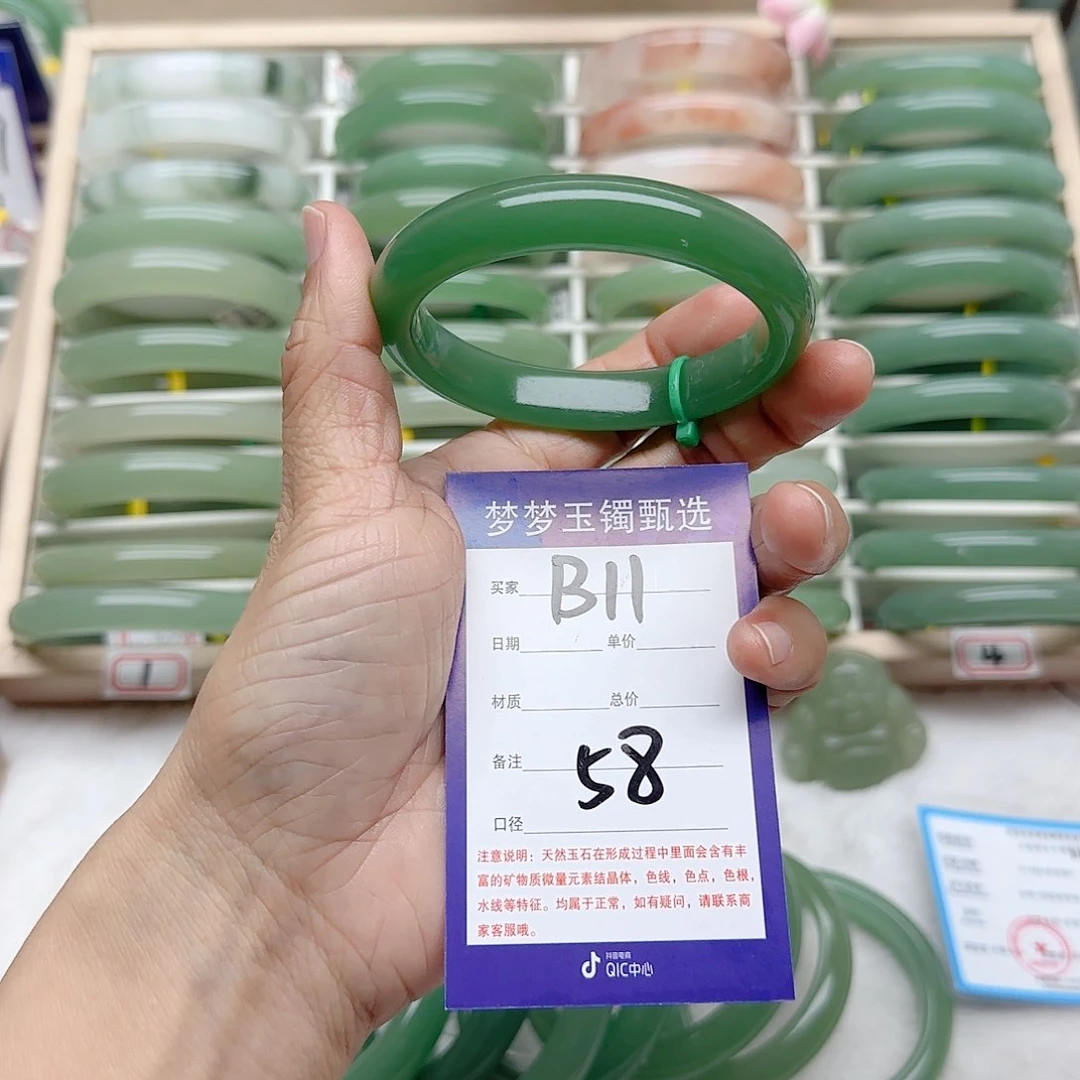 梦梦玉镯甄选
买家 B11
日期 单价
材质 总价
备注 58
口径
注意说明：天然玉石在形成过程中里面会含有丰
富的矿物质微量元素结晶体，色线，色点，色根，
水线等特征。均属于正常，如有疑问，请联系商
家客服哦。
抖音电商
QIC中心
1
4